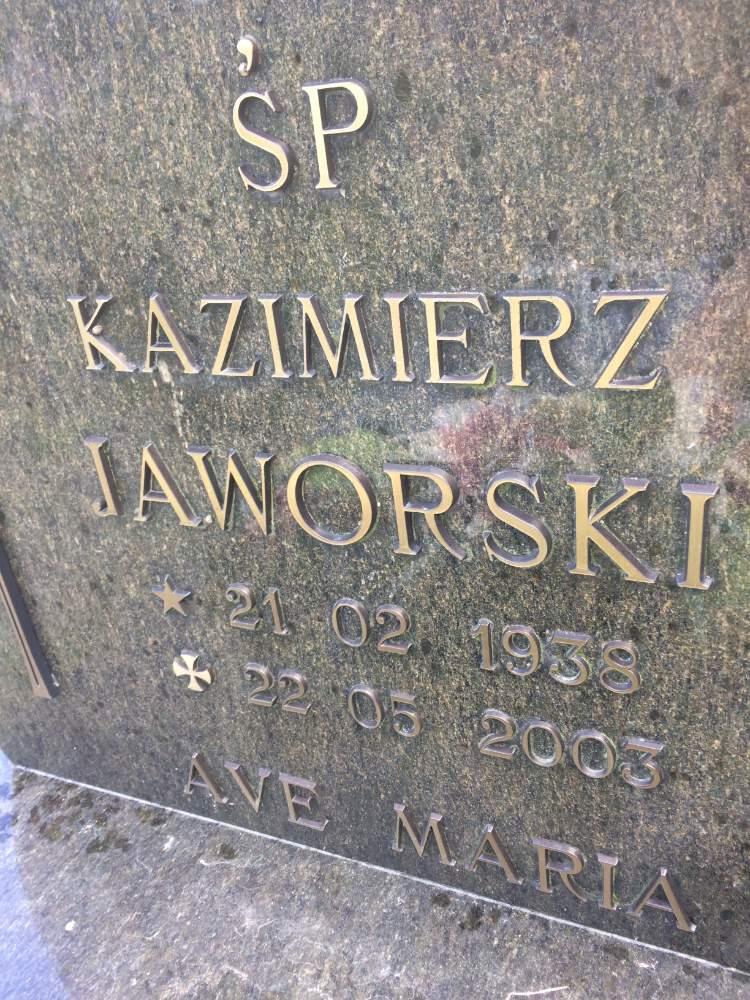 ŚP
KAZIMIERZ
JAWORSKI
21 02 1938
22 05 2003
AVE MARIA